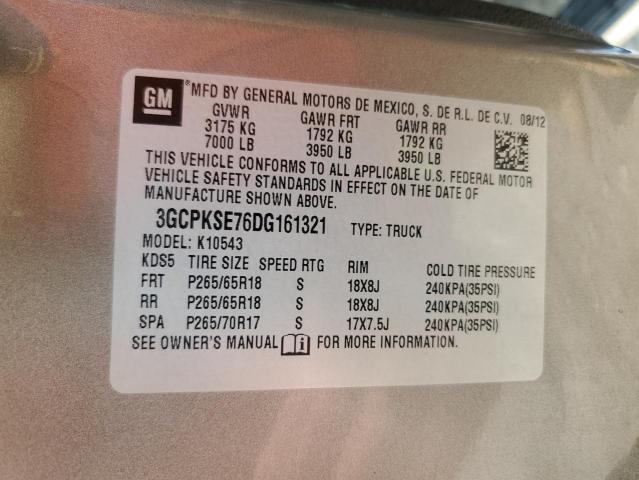 GM ® MFD BY GENERAL MOTORS DE MEXICO, S. DE R.L. DE C.V. 08/12
GVWR GAWR FRT GAWR RR
3175 KG 1792 KG 1792 KG
7000 LB 3950 LB 3950 LB
THIS VEHICLE CONFORMS TO ALL APPLICABLE U.S. FEDERAL MOTOR
VEHICLE SAFETY STANDARDS IN EFFECT ON THE DATE OF
MANUFACTURE SHOWN ABOVE.
3GCPKSE76DG161321 TYPE: TRUCK
MODEL: K10543
KDS5 TIRE SIZE SPEED RTG RIM COLD TIRE PRESSURE
FRT P265/65R18 S 18X8J 240KPA(35PSI)
RR P265/65R18 S 18X8J 240KPA(35PSI)
SPA P265/70R17 S 17X7.5J 240KPA(35PSI)
SEE OWNER'S MANUAL i FOR MORE INFORMATION.